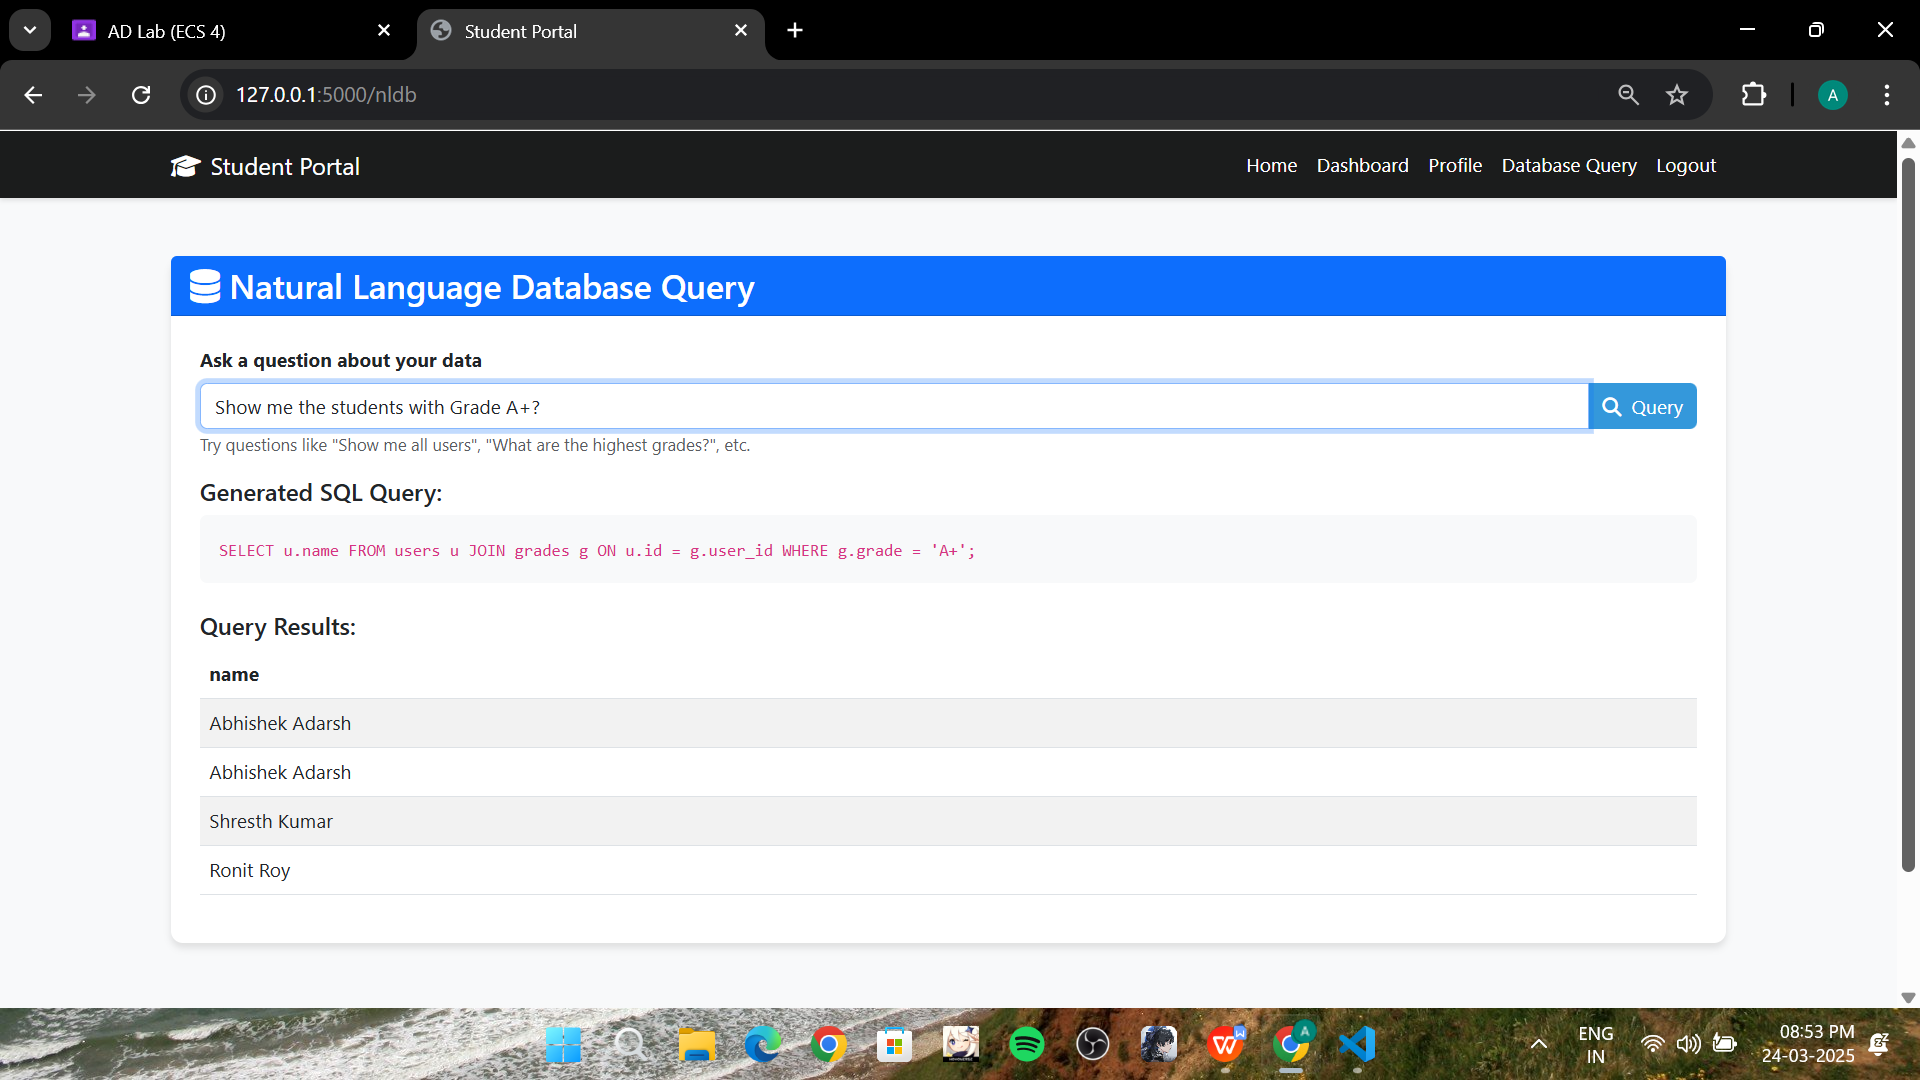 AD Lab (ECS 4)
Student Portal
127.0.0.1:5000/nldb
A
Student Portal
Home Dashboard Profile Database Query Logout
Natural Language Database Query
Ask a question about your data
Show me the students with Grade A+?
Query
Try questions like "Show me all users", "What are the highest grades?", etc.
Generated SQL Query:
SELECT u.name FROM users u JOIN grades g ON u.id = g.user_id WHERE g.grade = 'A+';
Query Results:
name
Abhishek Adarsh
Abhishek Adarsh
Shresth Kumar
Ronit Roy
W
A
ENG
IN
08:53 PM
24-03-2025